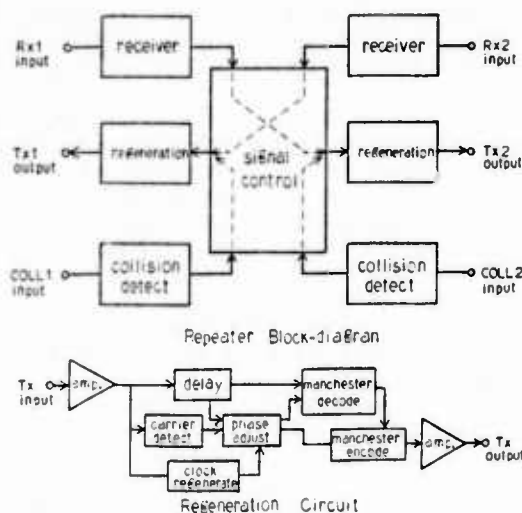 Rx1
input
receiver
receiver
Rx2
input
Tx1
output
regeneration
signal
control
regeneration
Tx2
output
COLL1
input
collision
detect
collision
detect
COLL2
input
Repeater Block-diagran
Tx
input
amp.
delay
manchester
decode
carrier
detect
phase
adjust
manchester
encode
amp.
Tx
output
clock
regenerate
Regeneration Circuit